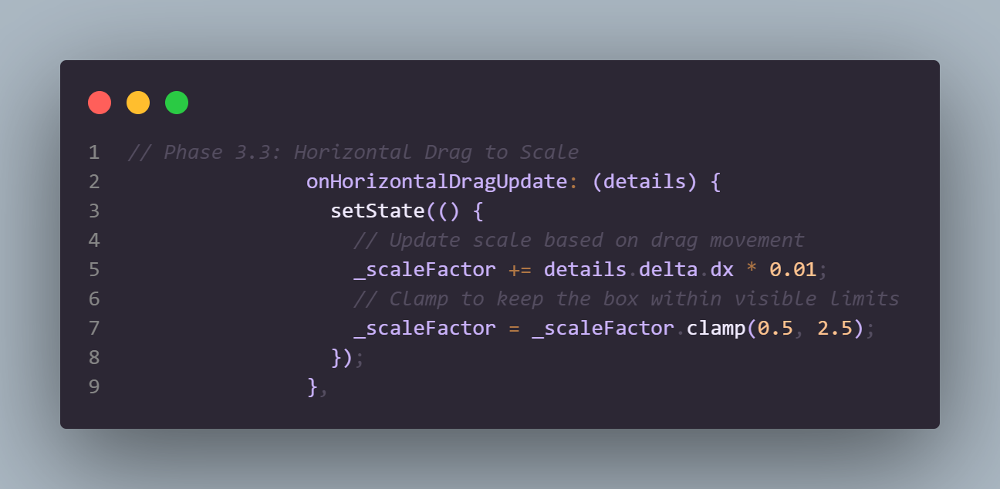 1 // Phase 3.3: Horizontal Drag to Scale
2 onHorizontalDragUpdate: (details) {
3 setState(() {
4 // Update scale based on drag movement
5 _scaleFactor += details.delta.dx * 0.01;
6 // Clamp to keep the box within visible limits
7 _scaleFactor = _scaleFactor.clamp(0.5, 2.5);
8 });
9 },